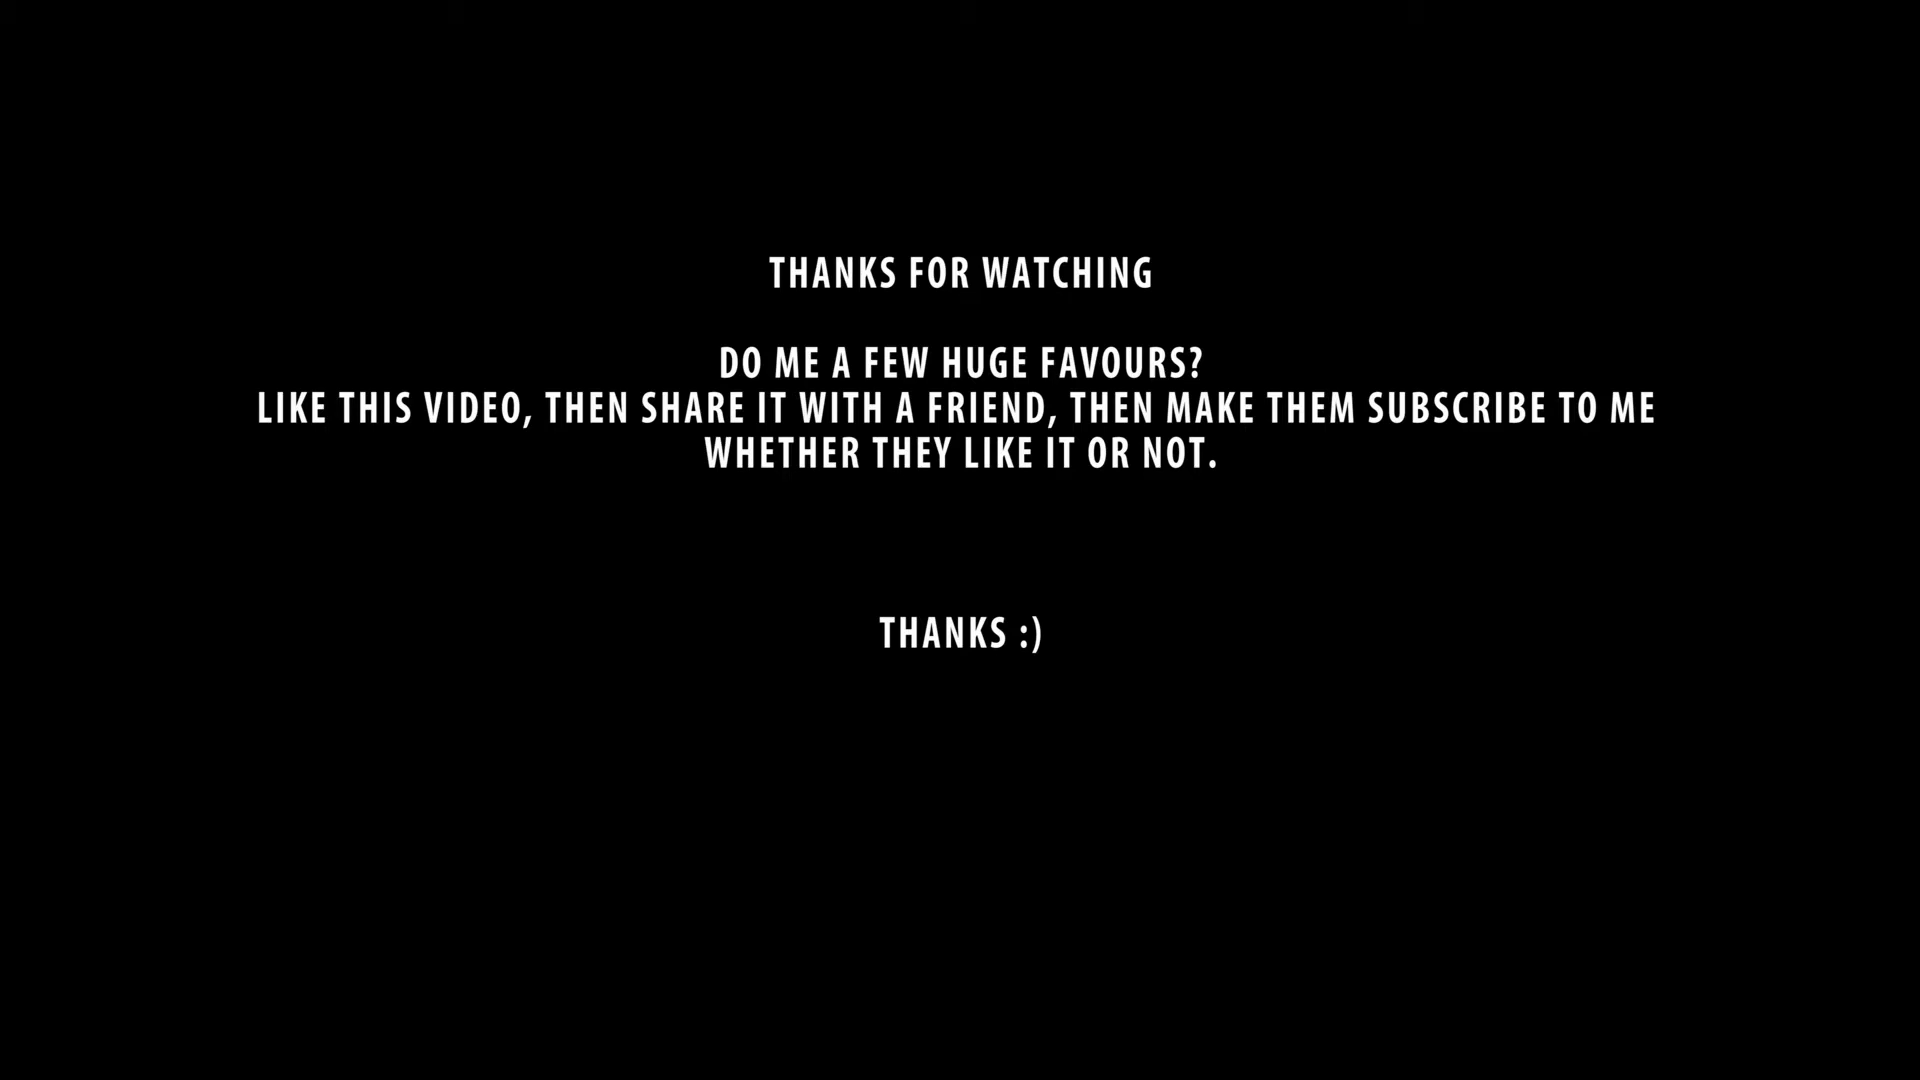 THANKS FOR WATCHING
DO ME A FEW HUGE FAVOURS?
LIKE THIS VIDEO, THEN SHARE IT WITH A FRIEND, THEN MAKE THEM SUBSCRIBE TO ME
WHETHER THEY LIKE IT OR NOT.
THANKS :)